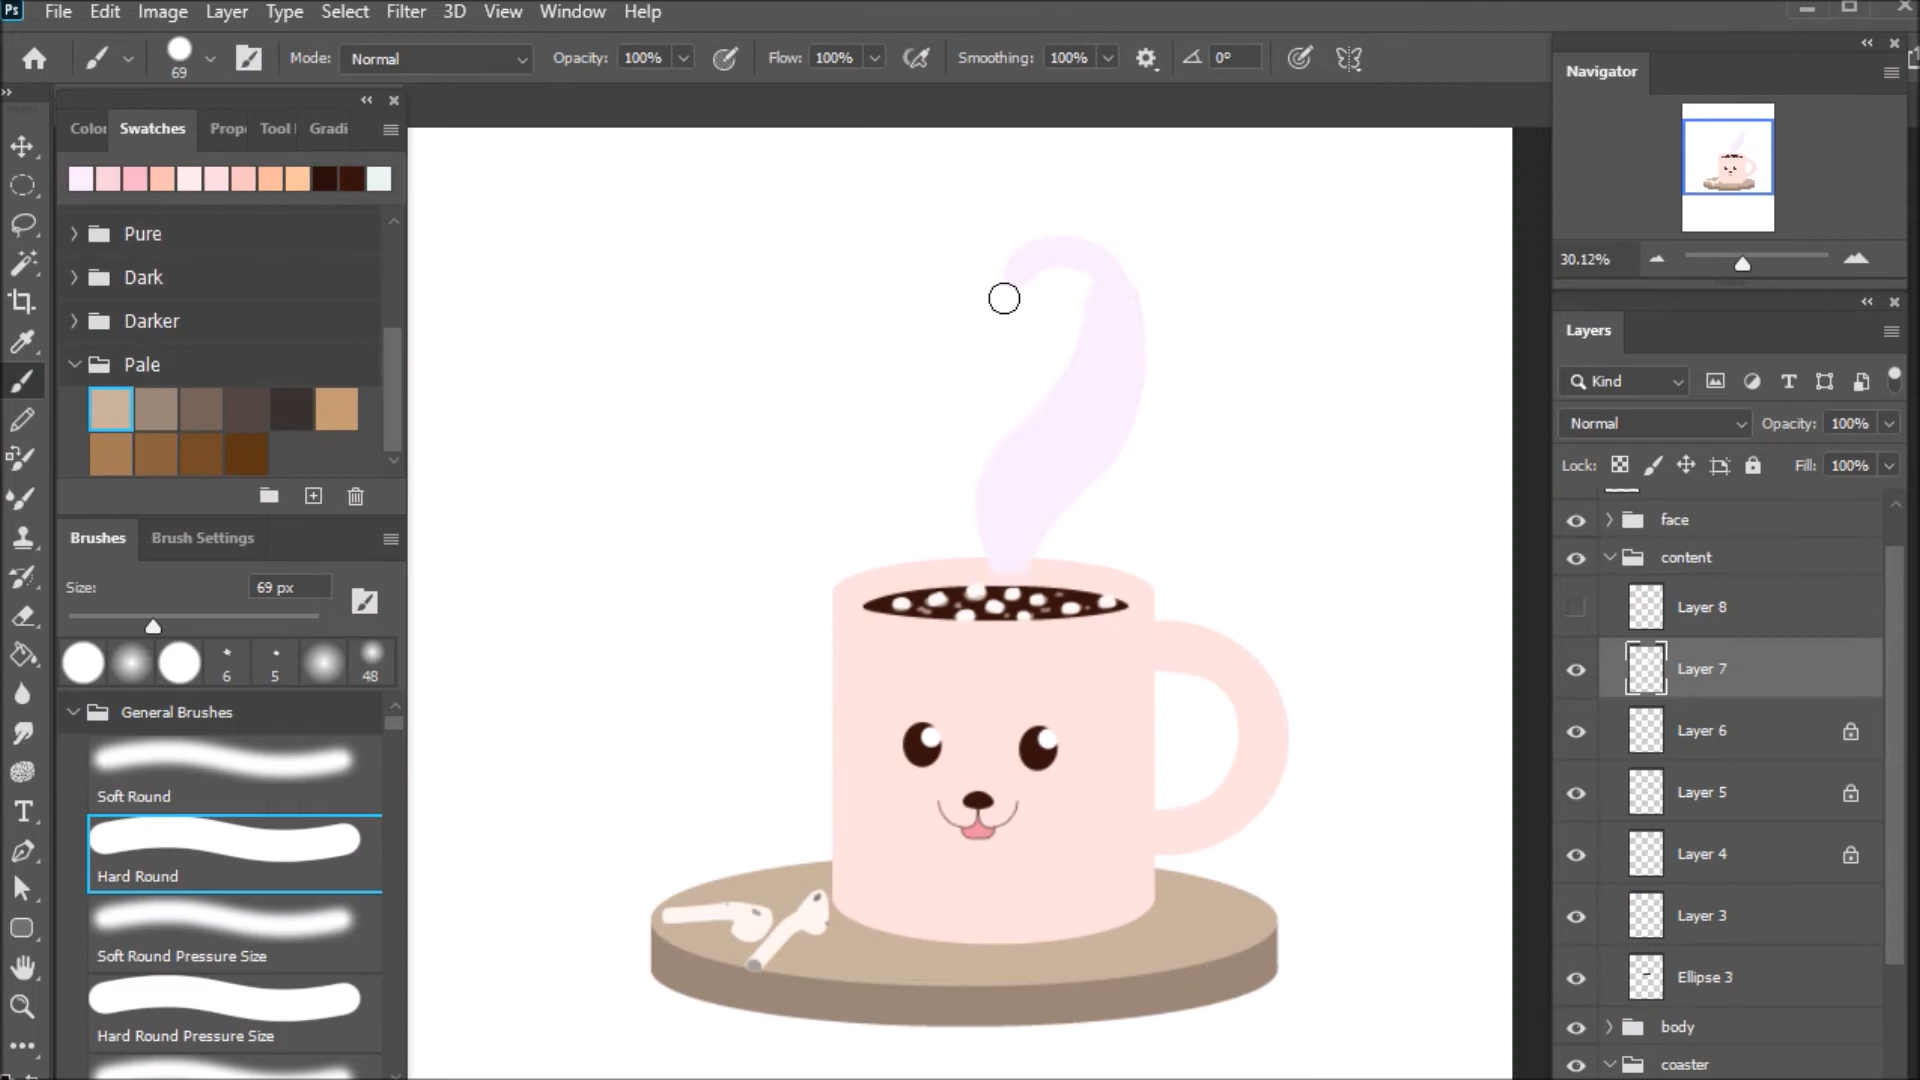 Ps File Edit Image Layer Type Select Filter 3D View Window Help
69 Mode: Normal Opacity: 100% Flow: 100% Smoothing: 100% 0°
Color Swatches Prop Tool Gradi
Pure
Dark
Darker
Pale
Brushes Brush Settings
Size: 69 px
6 5 48
General Brushes
Soft Round
Hard Round
Soft Round Pressure Size
Hard Round Pressure Size
Navigator
30.12%
Layers
Kind
Normal Opacity: 100%
Lock: Fill: 100%
face
content
Layer 8
Layer 7
Layer 6
Layer 5
Layer 4
Layer 3
Ellipse 3
body
coaster